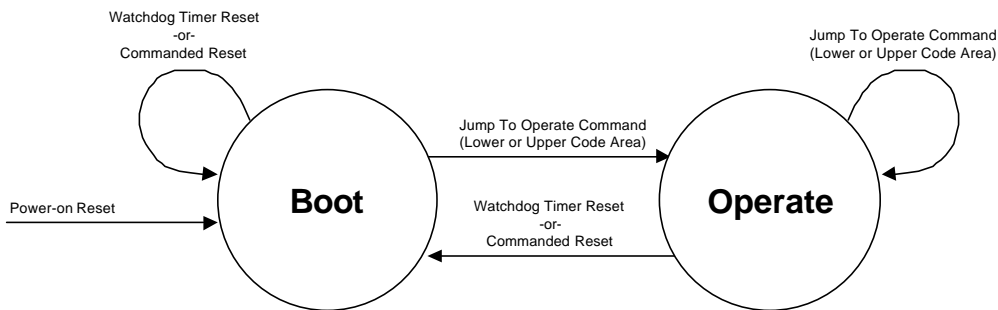 Watchdog Timer Reset
-or-
Commanded Reset
Jump To Operate Command
(Lower or Upper Code Area)
Jump To Operate Command
(Lower or Upper Code Area)
Boot
Operate
Power-on Reset
Watchdog Timer Reset
-or-
Commanded Reset